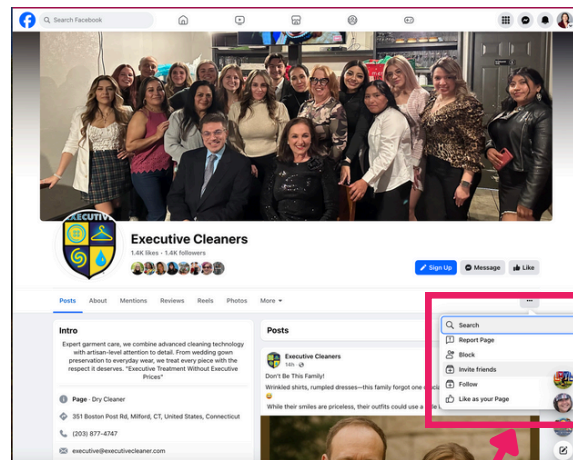 Search Facebook
EXECUTIVE
Executive Cleaners
1.4K likes • 1.4K followers
Sign Up
Message
Like
Posts
About
Mentions
Reviews
Reels
Photos
More
Intro
Expert garment care, we combine advanced cleaning technology
with artisan-level attention to detail. From wedding gown
preservation to everyday wear, we treat every piece with the
respect it deserves. "Executive Treatment Without Executive
Prices"
Page · Dry Cleaner
351 Boston Post Rd, Milford, CT, United States, Connecticut
(203) 877-4747
executive@executivecleaner.com
Posts
Executive Cleaners
14h
Don't Be This Family!
Wrinkled shirts, rumpled dresses—this family forgot one
While their smiles are priceless, their outfits could use a
Search
Report Page
Block
Invite friends
Follow
Like as your Page